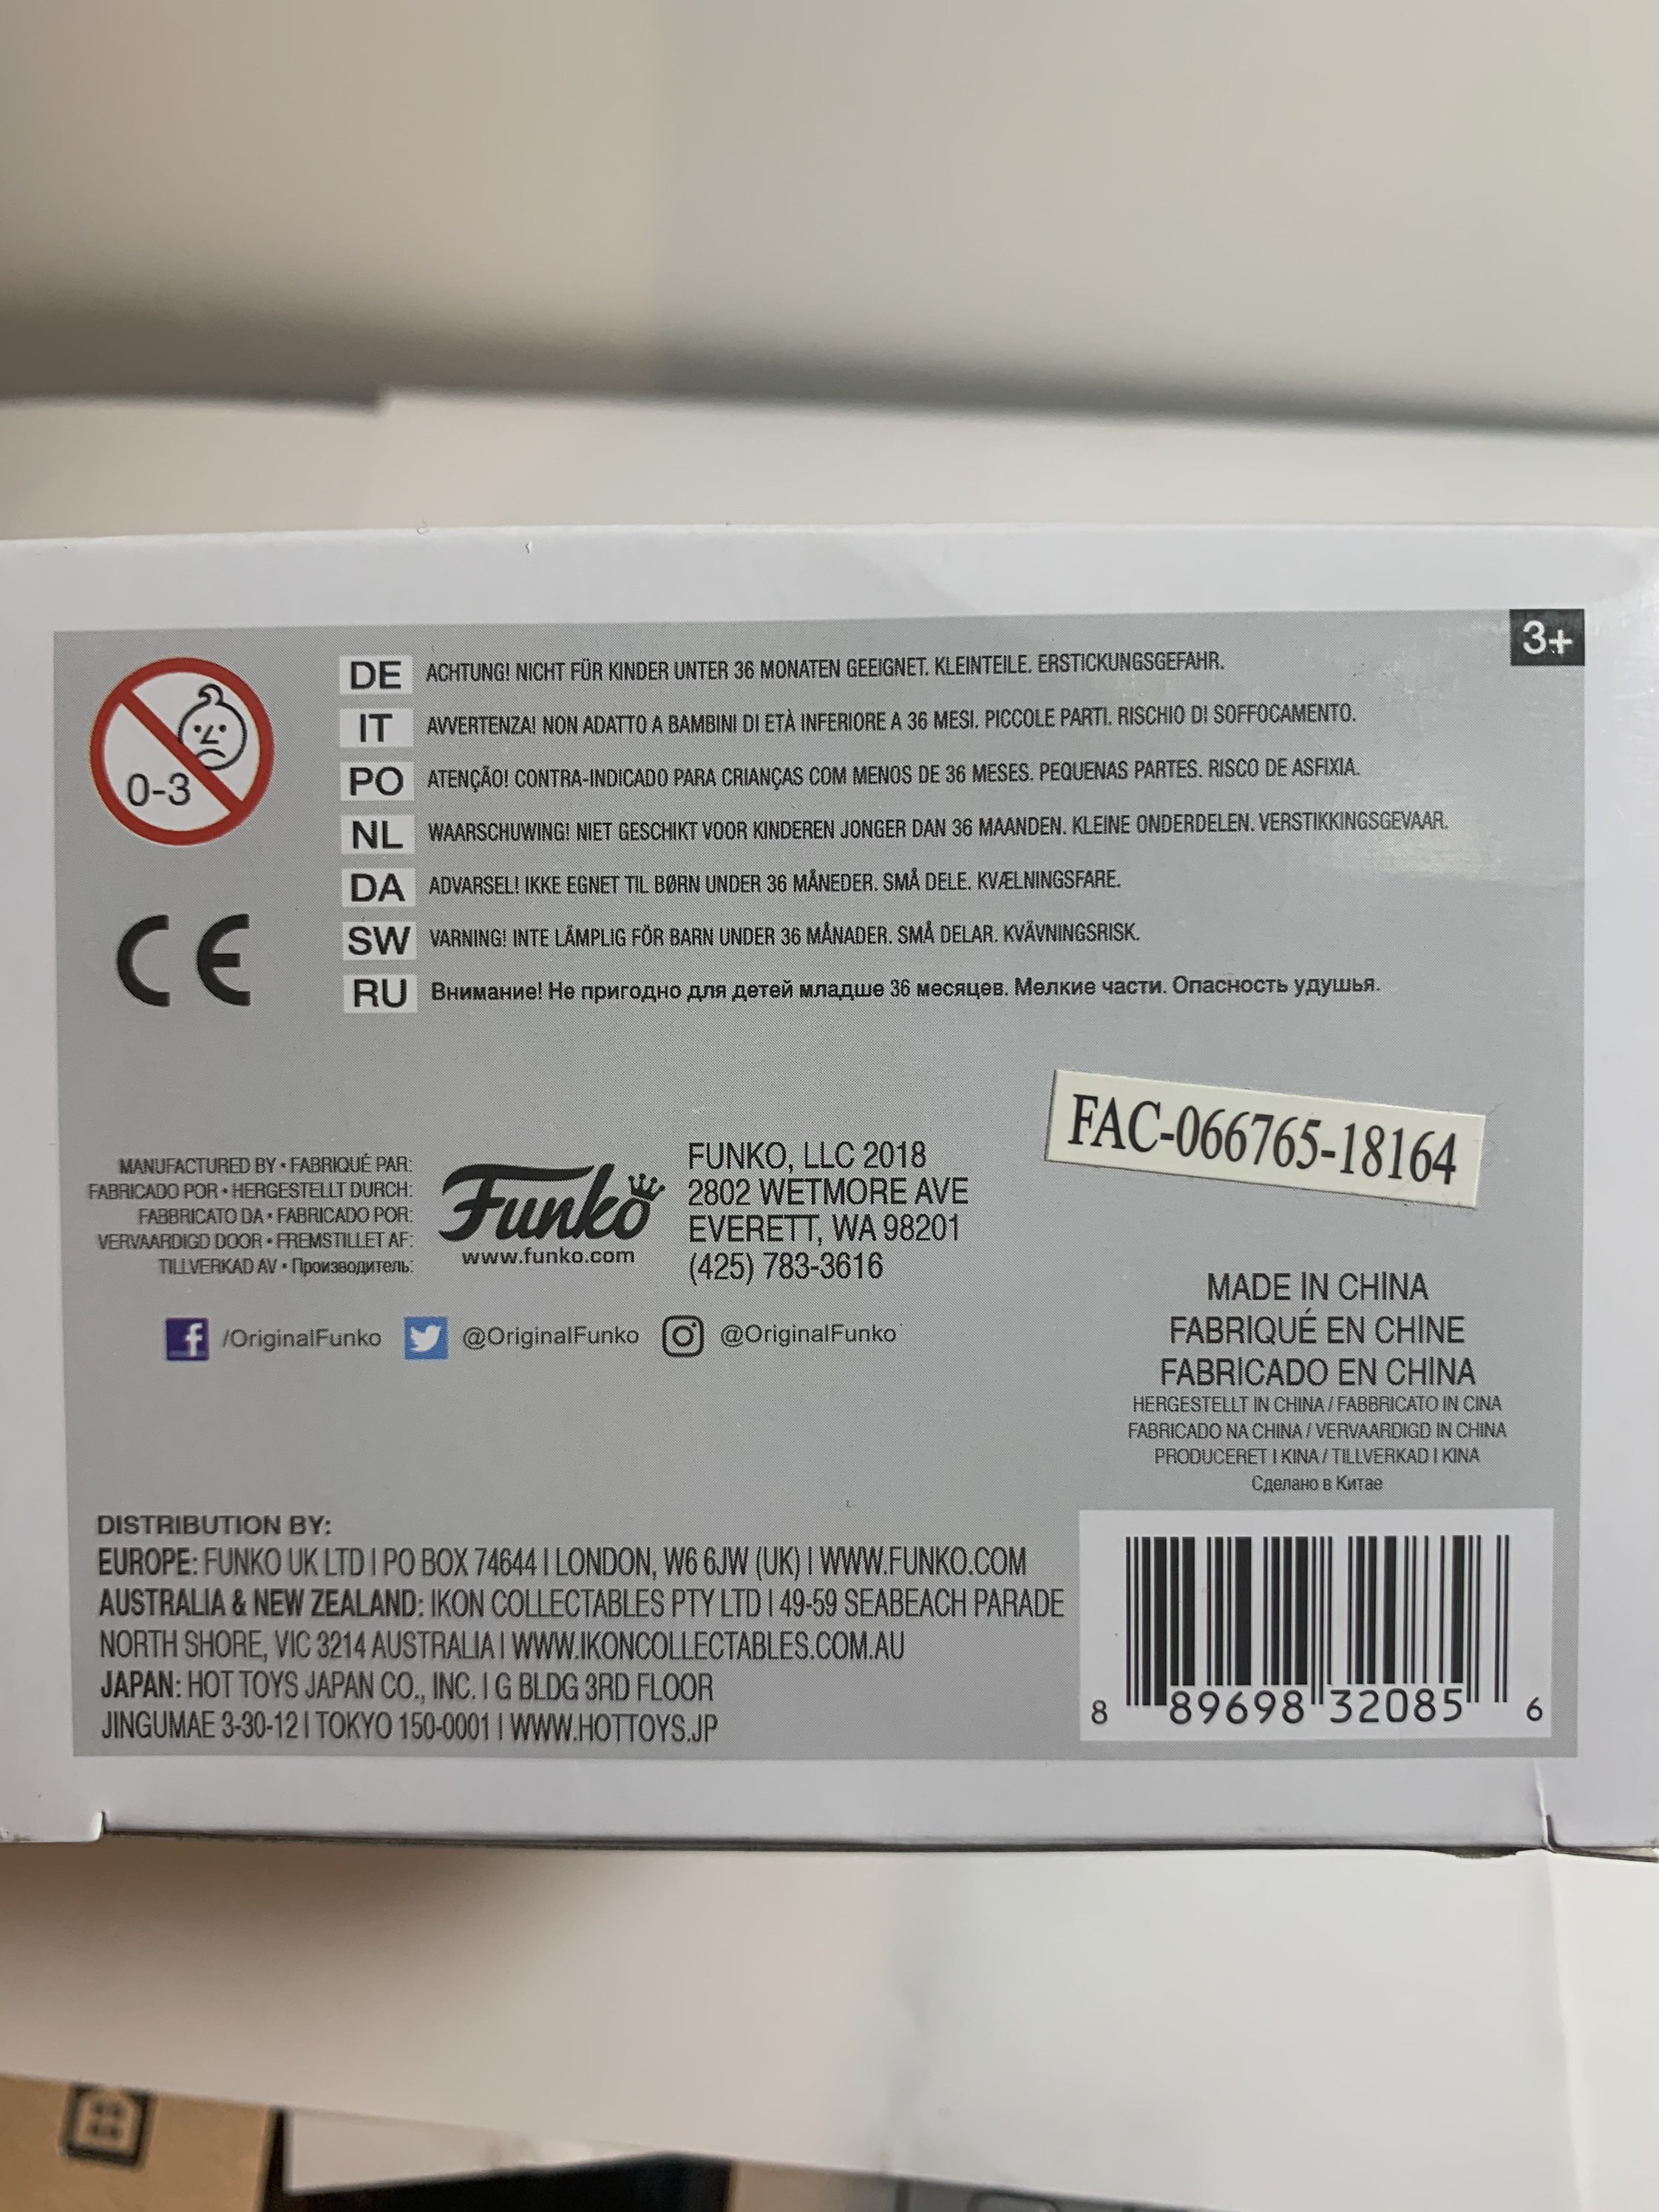 3+
0-3
DE ACHTUNG! NICHT FÜR KINDER UNTER 36 MONATEN GEEIGNET. KLEINTEILE. ERSTICKUNGSGEFAHR.
IT AVVERTENZA! NON ADATTO A BAMBINI DI ETÀ INFERIORE A 36 MESI. PICCOLE PARTI. RISCHIO DI SOFFOCAMENTO.
PO ATENÇÃO! CONTRA-INDICADO PARA CRIANÇAS COM MENOS DE 36 MESES. PEQUENAS PARTES. RISCO DE ASFIXIA.
NL WAARSCHUWING! NIET GESCHIKT VOOR KINDEREN JONGER DAN 36 MAANDEN. KLEINE ONDERDELEN. VERSTIKKINGSGEVAAR.
DA ADVARSEL! IKKE EGNET TIL BØRN UNDER 36 MÅNEDER. SMÅ DELE. KVÆLNINGSFARE.
SW VARNING! INTE LÄMPLIG FÖR BARN UNDER 36 MÅNADER. SMÅ DELAR. KVÄVNINGSRISK.
RU Внимание! Не пригодно для детей младше 36 месяцев. Мелкие части. Опасность удушья.
CE
FAC-066765-18164
MANUFACTURED BY • FABRIQUÉ PAR:
FABRICADO POR • HERGESTELLT DURCH:
FABBRICATO DA • FABRICADO POR:
VERVAARDIGD DOOR • FREMSTILLET AF:
TILLVERKAD AV • Производитель:
Funko
www.funko.com
FUNKO, LLC 2018
2802 WETMORE AVE
EVERETT, WA 98201
(425) 783-3616
/OriginalFunko @OriginalFunko @OriginalFunko
MADE IN CHINA
FABRIQUÉ EN CHINE
FABRICADO EN CHINA
HERGESTELLT IN CHINA / FABBRICATO IN CINA
FABRICADO NA CHINA / VERVAARDIGD IN CHINA
PRODUCERET I KINA / TILLVERKAD I KINA
Сделано в Китае
DISTRIBUTION BY:
EUROPE: FUNKO UK LTD | PO BOX 74644 | LONDON, W6 6JW (UK) | WWW.FUNKO.COM
AUSTRALIA & NEW ZEALAND: IKON COLLECTABLES PTY LTD | 49-59 SEABEACH PARADE
NORTH SHORE, VIC 3214 AUSTRALIA | WWW.IKONCOLLECTABLES.COM.AU
JAPAN: HOT TOYS JAPAN CO., INC. | G BLDG 3RD FLOOR
JINGUMAE 3-30-12 | TOKYO 150-0001 | WWW.HOTTOYS.JP
8 89698 32085 6